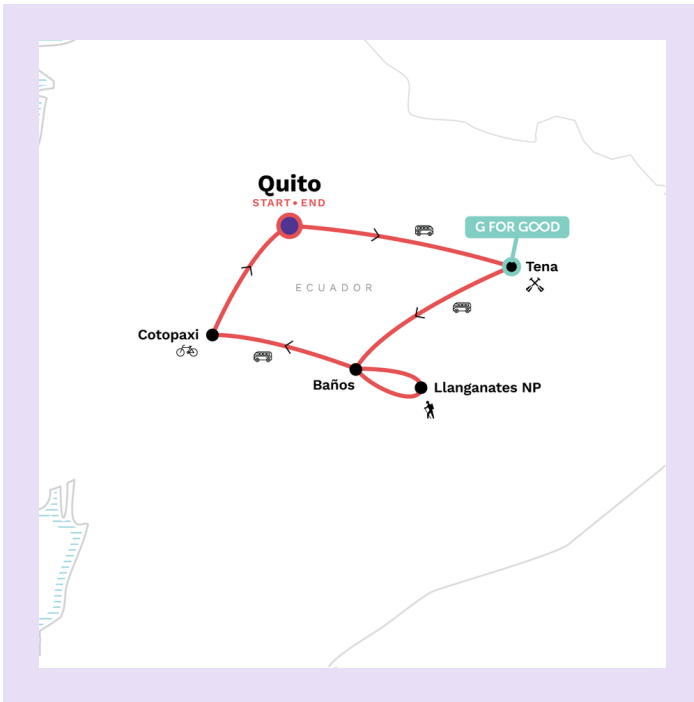 Quito
START • END
G FOR GOOD
Tena
ECUADOR
Cotopaxi
Baños
Llanganates NP